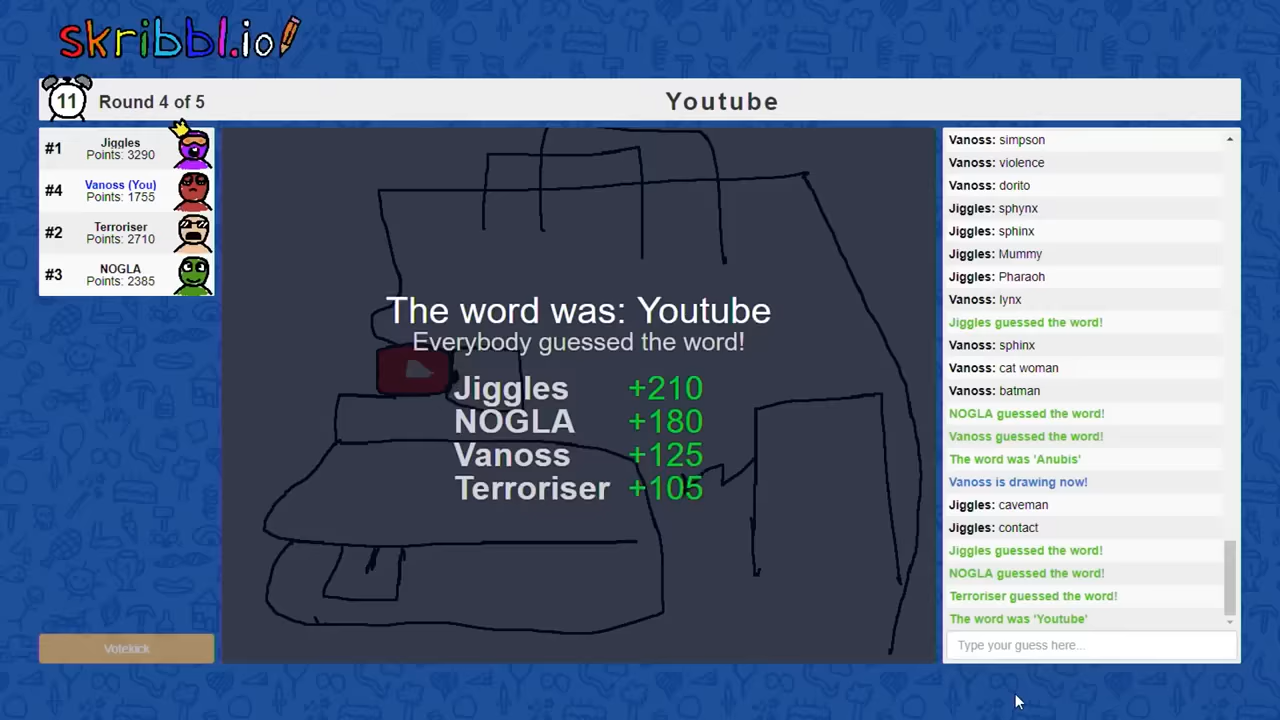 skribbl.io
11
Round 4 of 5
Youtube
#1
Jiggles
Points: 3290
#4
Vanoss (You)
Points: 1755
#2
Terroriser
Points: 2710
#3
NOGLA
Points: 2385
Votekick
The word was: Youtube
Everybody guessed the word!
Jiggles +210
NOGLA +180
Vanoss +125
Terroriser +105
Vanoss: simpson
Vanoss: violence
Vanoss: dorito
Jiggles: sphynx
Jiggles: sphinx
Jiggles: Mummy
Jiggles: Pharaoh
Vanoss: lynx
Jiggles guessed the word!
Vanoss: sphinx
Vanoss: cat woman
Vanoss: batman
NOGLA guessed the word!
Vanoss guessed the word!
The word was 'Anubis'
Vanoss is drawing now!
Jiggles: caveman
Jiggles: contact
Jiggles guessed the word!
NOGLA guessed the word!
Terroriser guessed the word!
The word was 'Youtube'
Type your guess here...